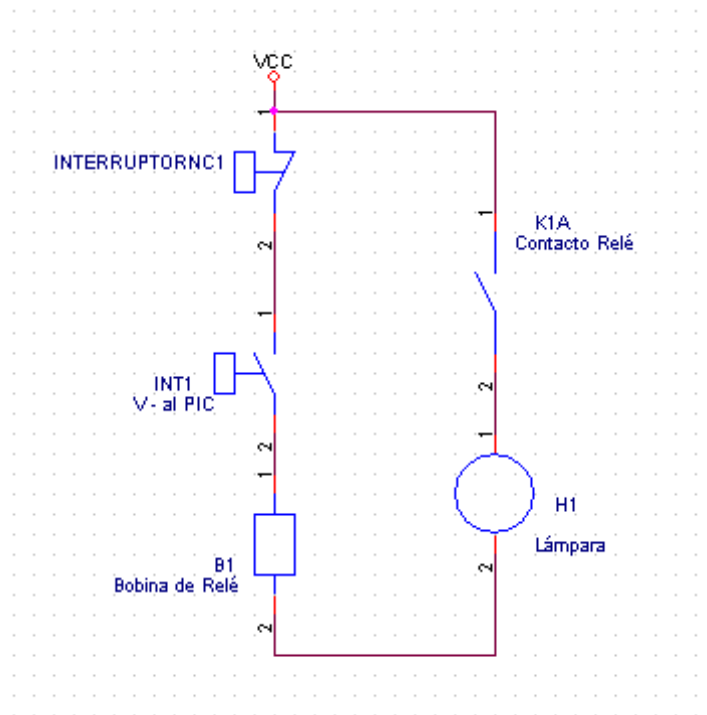 VCC
1
INTERRUPTORNC1
2
1
K1A
Contacto Relé
1
INT1
V- al PIC
2
2
1
1
H1
Lámpara
B1
Bobina de Relé
2
2